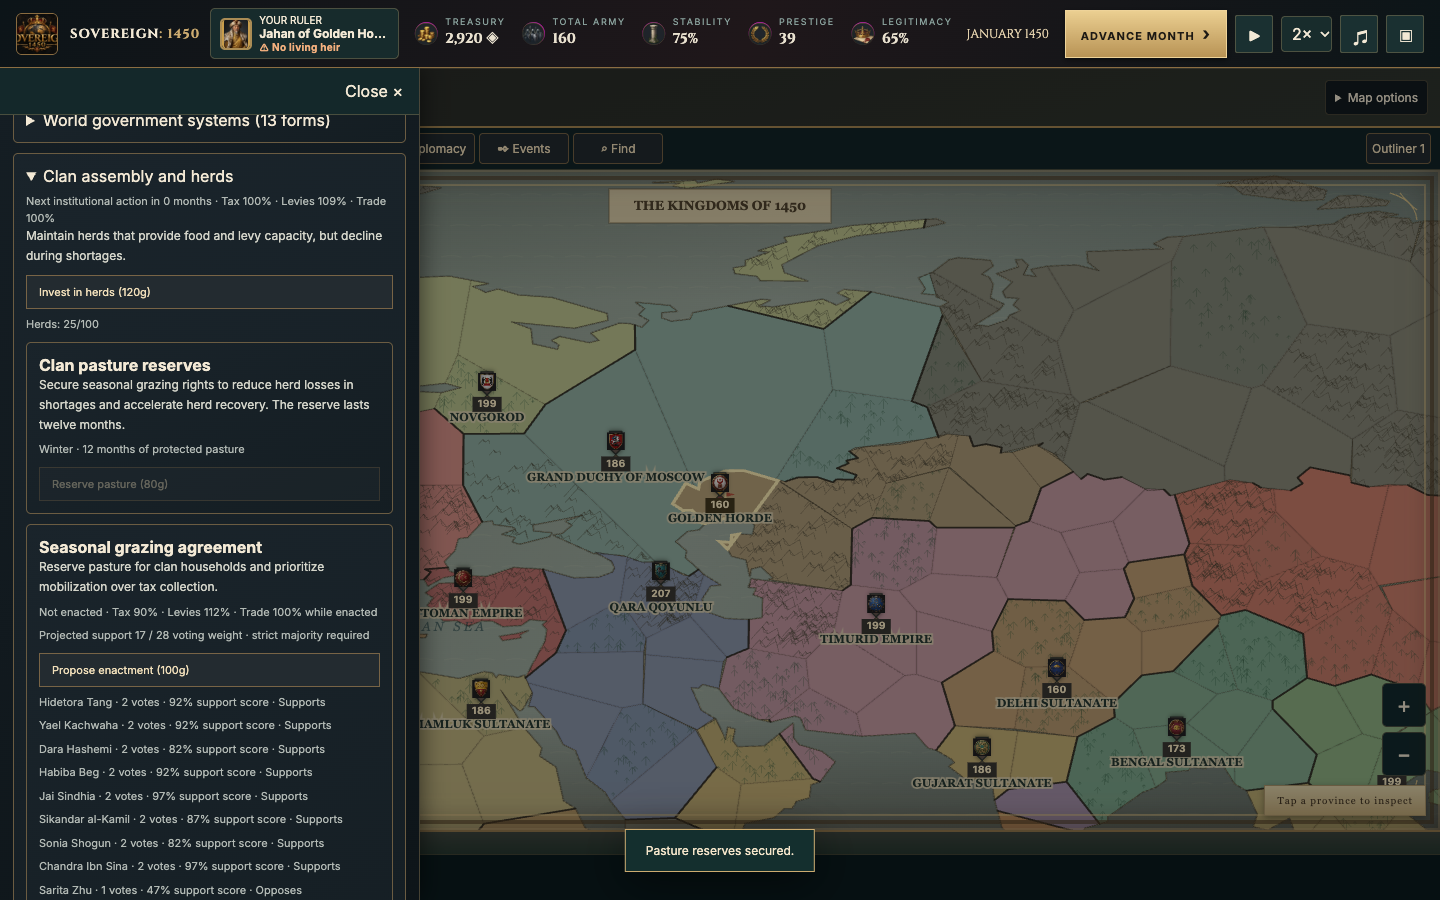 SOVEREIGN: 1450
YOUR RULER
Jahan of Golden Ho...
⚠ No living heir
TREASURY
2,920 ◈
TOTAL ARMY
160
STABILITY
75%
PRESTIGE
39
LEGITIMACY
65%
JANUARY 1450
ADVANCE MONTH ›
2×
Close ×
Map options
plomacy
Events
Find
Outliner 1
World government systems (13 forms)
Clan assembly and herds
Next institutional action in 0 months · Tax 100% · Levies 109% · Trade
100%
Maintain herds that provide food and levy capacity, but decline
during shortages.
Invest in herds (120g)
Herds: 25/100
Clan pasture reserves
Secure seasonal grazing rights to reduce herd losses in
shortages and accelerate herd recovery. The reserve lasts
twelve months.
Winter · 12 months of protected pasture
Reserve pasture (80g)
Seasonal grazing agreement
Reserve pasture for clan households and prioritize
mobilization over tax collection.
Not enacted · Tax 90% · Levies 112% · Trade 100% while enacted
Projected support 17 / 28 voting weight · strict majority required
Propose enactment (100g)
Hidetora Tang · 2 votes · 92% support score · Supports
Yael Kachwaha · 2 votes · 92% support score · Supports
Dara Hashemi · 2 votes · 82% support score · Supports
Habiba Beg · 2 votes · 92% support score · Supports
Jai Sindhia · 2 votes · 97% support score · Supports
Sikandar al-Kamil · 2 votes · 87% support score · Supports
Sonia Shogun · 2 votes · 82% support score · Supports
Chandra Ibn Sina · 2 votes · 97% support score · Supports
Sarita Zhu · 1 votes · 47% support score · Opposes
THE KINGDOMS OF 1450
199
NOVGOROD
186
GRAND DUCHY OF MOSCOW
160
GOLDEN HORDE
199
TOMAN EMPIRE
AN SEA
207
QARA QOYUNLU
199
TIMURID EMPIRE
186
IAMLUK SULTANATE
160
DELHI SULTANATE
173
BENGAL SULTANATE
186
GUJARAT SULTANATE
199
+
−
Tap a province to inspect
Pasture reserves secured.